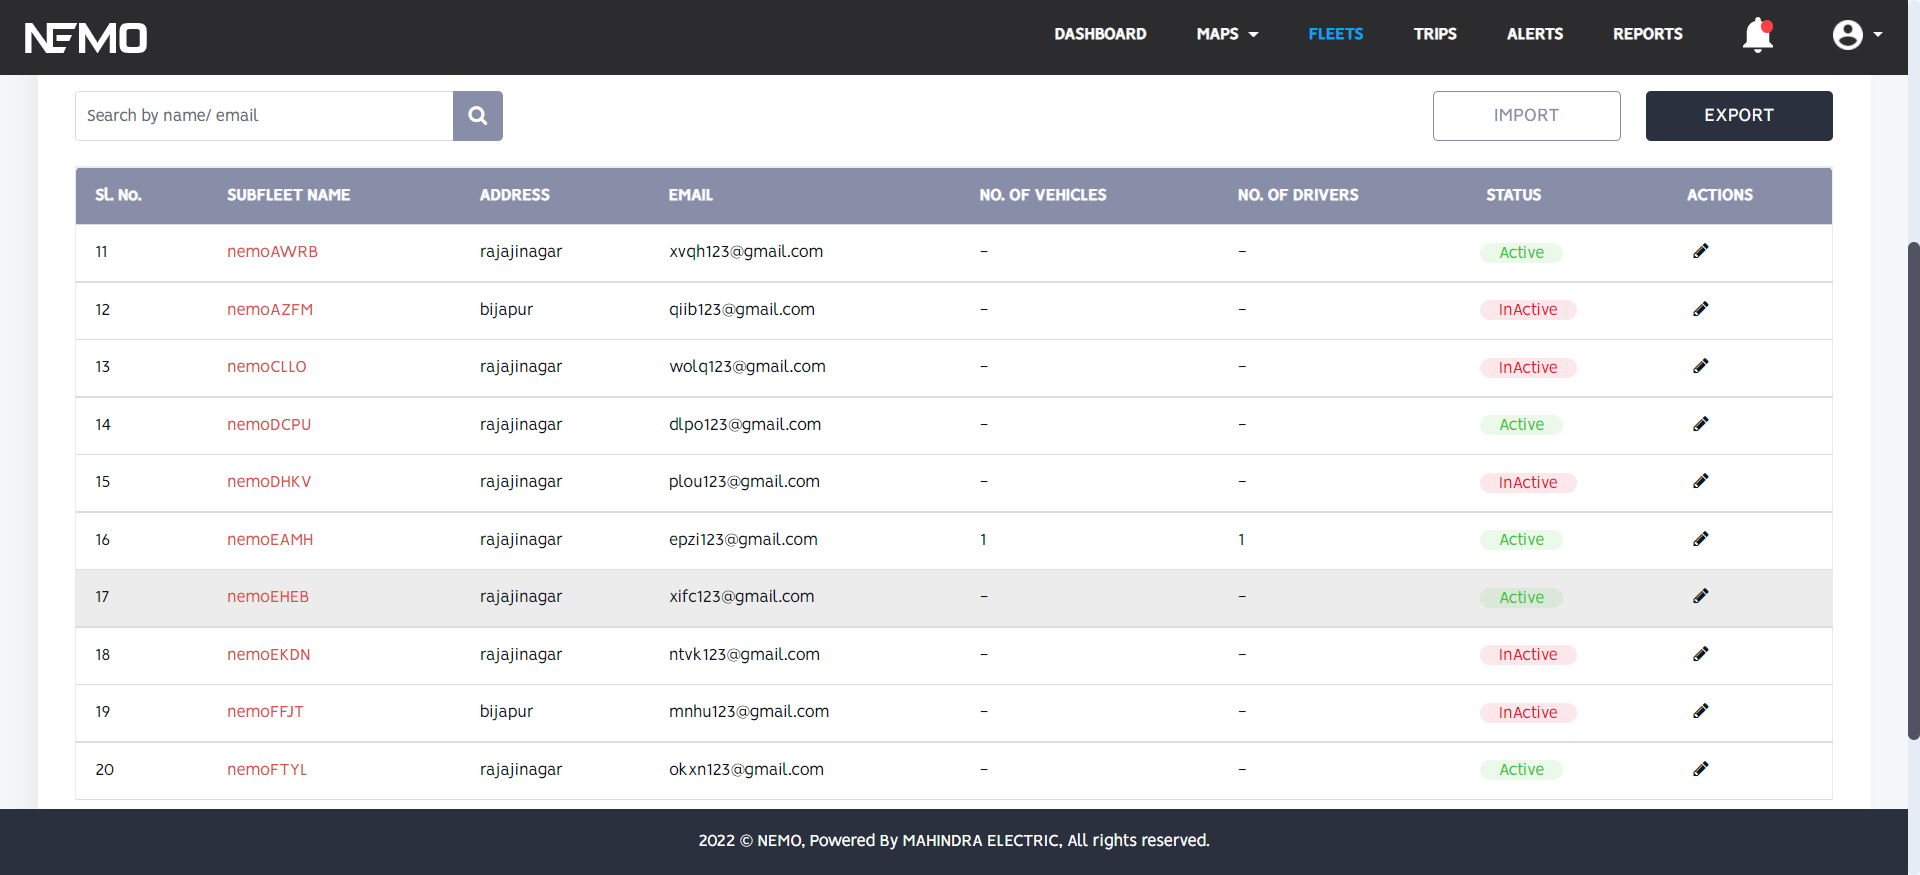 NEMO DASHBOARD MAPS FLEETS TRIPS ALERTS REPORTS
Search by name/ email IMPORT EXPORT
Sl. No. SUBFLEET NAME ADDRESS EMAIL NO. OF VEHICLES NO. OF DRIVERS STATUS ACTIONS
11 nemoAWRB rajajinagar xvqh123@gmail.com - - Active
12 nemoAZFM bijapur qiib123@gmail.com - - InActive
13 nemoCLLO rajajinagar wolq123@gmail.com - - InActive
14 nemoDCPU rajajinagar dlpo123@gmail.com - - Active
15 nemoDHKV rajajinagar plou123@gmail.com - - InActive
16 nemoEAMH rajajinagar epzi123@gmail.com 1 1 Active
17 nemoEHEB rajajinagar xifc123@gmail.com - - Active
18 nemoEKDN rajajinagar ntvk123@gmail.com - - InActive
19 nemoFFJT bijapur mnhu123@gmail.com - - InActive
20 nemoFTYL rajajinagar okxn123@gmail.com - - Active
2022 © NEMO, Powered By MAHINDRA ELECTRIC, All rights reserved.